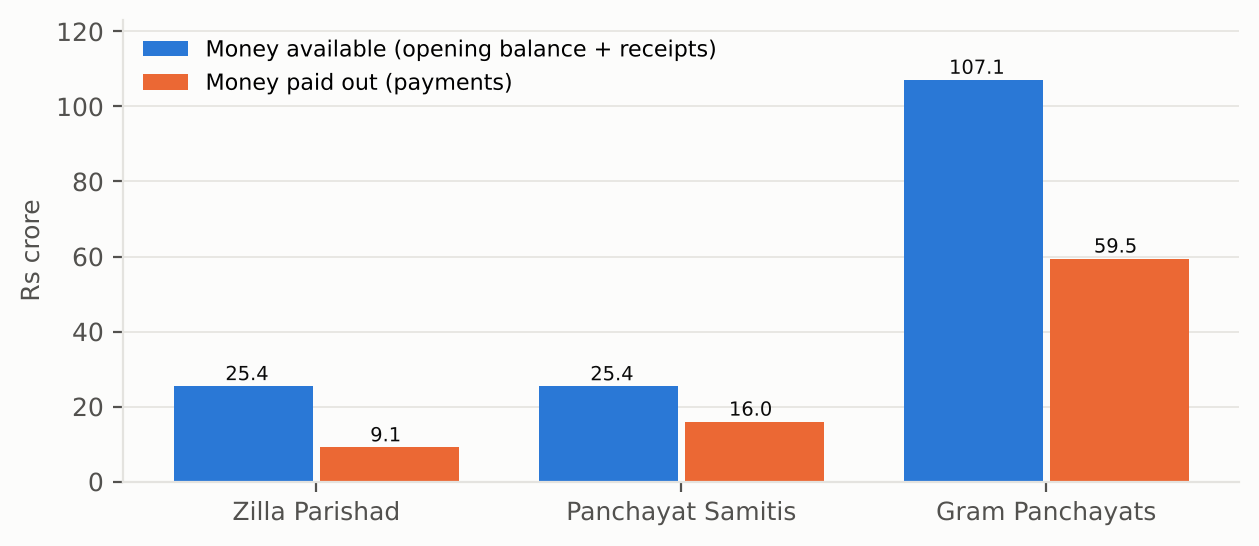 Money available (opening balance + receipts)
Money paid out (payments)
Rs crore
120
100
80
60
40
20
0
25.4
9.1
25.4
16.0
107.1
59.5
Zilla Parishad
Panchayat Samitis
Gram Panchayats